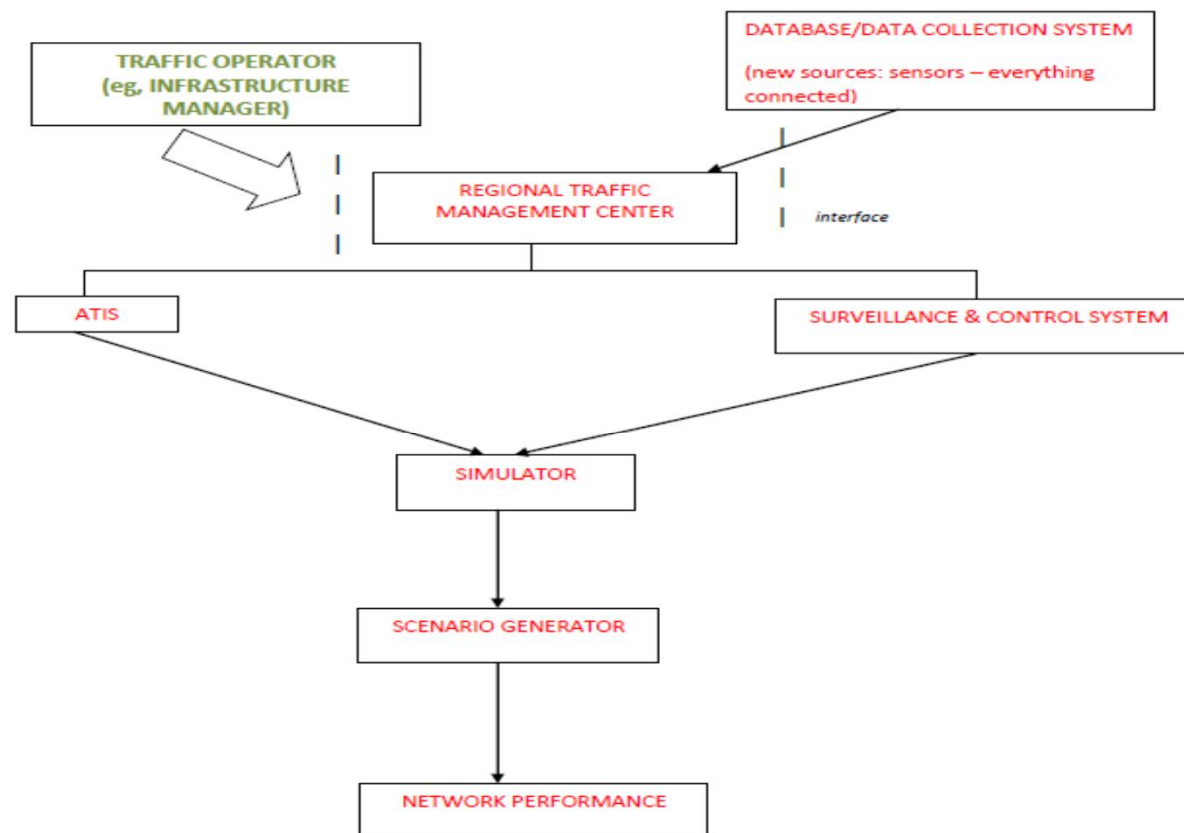 TRAFFIC OPERATOR
(eg, INFRASTRUCTURE
MANAGER)
DATABASE/DATA COLLECTION SYSTEM
(new sources: sensors – everything
connected)
REGIONAL TRAFFIC
MANAGEMENT CENTER
interface
ATIS
SURVEILLANCE & CONTROL SYSTEM
SIMULATOR
SCENARIO GENERATOR
NETWORK PERFORMANCE